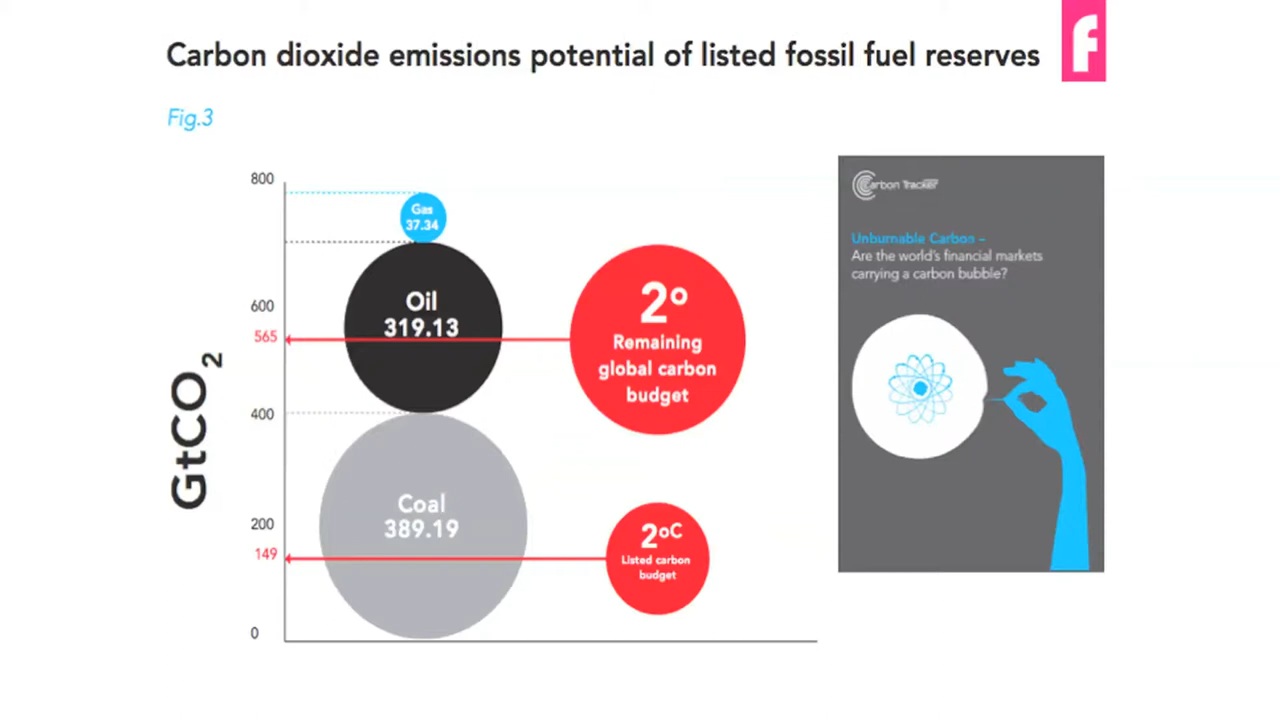 Carbon dioxide emissions potential of listed fossil fuel reserves
f
Fig.3
GtCO2
800
600
565
400
200
149
0
Gas
37.34
Oil
319.13
Coal
389.19
2º
Remaining
global carbon
budget
2ºC
Listed carbon
budget
Carbon Tracker
Unburnable Carbon –
Are the world's financial markets
carrying a carbon bubble?